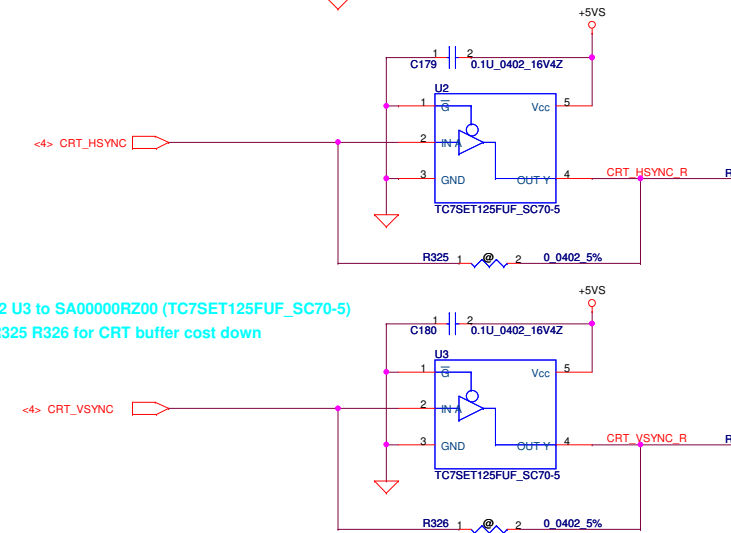 +5VS
1 2
C179 0.1U_0402_16V4Z
U2
1 G Vcc 5
<4> CRT_HSYNC 2 IN A
3 GND OUT Y 4 CRT_HSYNC_R R
TC7SET125FUF_SC70-5
R325 1 @ 2 0_0402_5%
2 U3 to SA00000RZ00 (TC7SET125FUF_SC70-5)
R325 R326 for CRT buffer cost down
+5VS
1 2
C180 0.1U_0402_16V4Z
U3
1 G Vcc 5
<4> CRT_VSYNC 2 IN A
3 GND OUT Y 4 CRT_VSYNC_R R
TC7SET125FUF_SC70-5
R326 1 @ 2 0_0402_5%